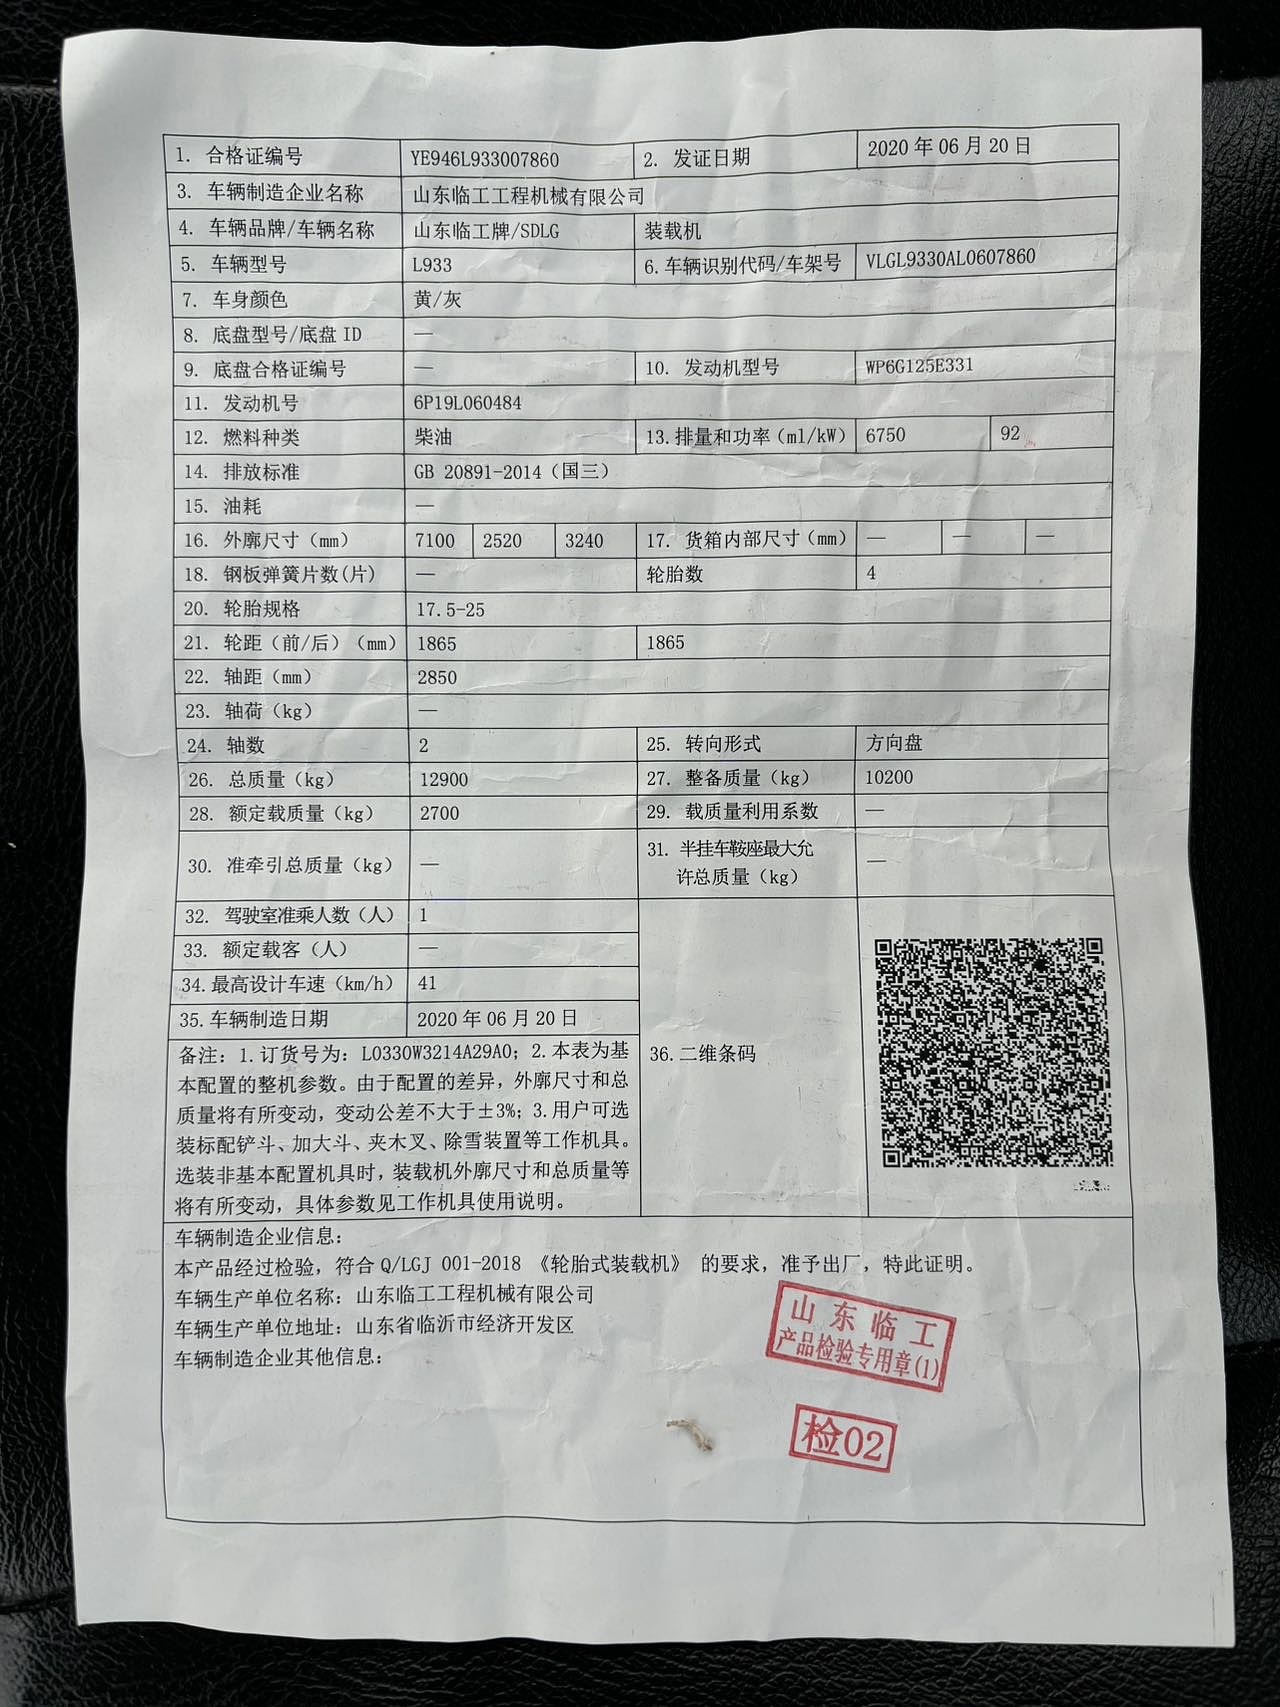 1. 合格证编号 YE946L933007860 2. 发证日期 2020 年 06 月 20 日
3. 车辆制造企业名称 山东临工工程机械有限公司
4. 车辆品牌/车辆名称 山东临工牌/SDLG 装载机
5. 车辆型号 L933 6.车辆识别代码/车架号 VLGL9330AL0607860
7. 车身颜色 黄/灰
8. 底盘型号/底盘 ID —
9. 底盘合格证编号 — 10. 发动机型号 WP6G125E331
11. 发动机号 6P19L060484
12. 燃料种类 柴油 13.排量和功率（ml/kW） 6750 92
14. 排放标准 GB 20891-2014（国三）
15. 油耗 —
16. 外廓尺寸（mm） 7100 2520 3240 17. 货箱内部尺寸（mm） — — —
18. 钢板弹簧片数(片) — 轮胎数 4
20. 轮胎规格 17.5-25
21. 轮距（前/后）（mm） 1865 1865
22. 轴距（mm） 2850
23. 轴荷（kg） —
24. 轴数 2 25. 转向形式 方向盘
26. 总质量（kg） 12900 27. 整备质量（kg） 10200
28. 额定载质量（kg） 2700 29. 载质量利用系数 —
30. 准牵引总质量（kg） — 31. 半挂车鞍座最大允
许总质量（kg） —
32. 驾驶室准乘人数（人） 1
33. 额定载客（人） —
34.最高设计车速（km/h） 41
35.车辆制造日期 2020 年 06 月 20 日
备注：1.订货号为：L0330W3214A29A0；2.本表为基
本配置的整机参数。由于配置的差异，外廓尺寸和总
质量将有所变动，变动公差不大于±3%；3.用户可选
装标配铲斗、加大斗、夹木叉、除雪装置等工作机具。
选装非基本配置机具时，装载机外廓尺寸和总质量等
将有所变动，具体参数见工作机具使用说明。
36.二维条码
车辆制造企业信息：
本产品经过检验，符合 Q/LGJ 001-2018 《轮胎式装载机》 的要求，准予出厂，特此证明。
车辆生产单位名称：山东临工工程机械有限公司
车辆生产单位地址：山东省临沂市经济开发区
车辆制造企业其他信息：
山东临工
产品检验专用章(1)
检02